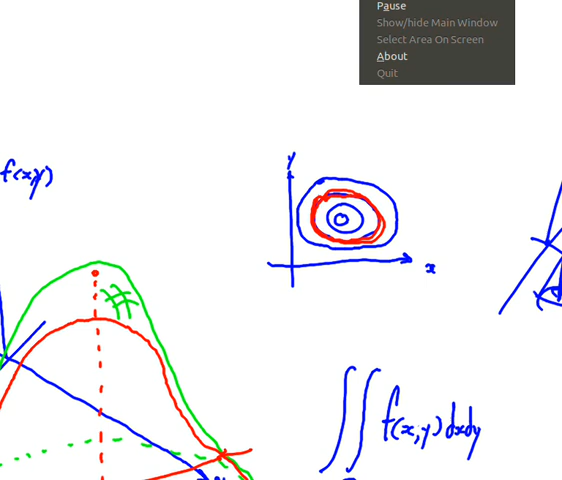 Pause
Show/hide Main Window
Select Area On Screen
About
Quit
f(x,y)
y
x
∫∫ f(x,y) dxdy